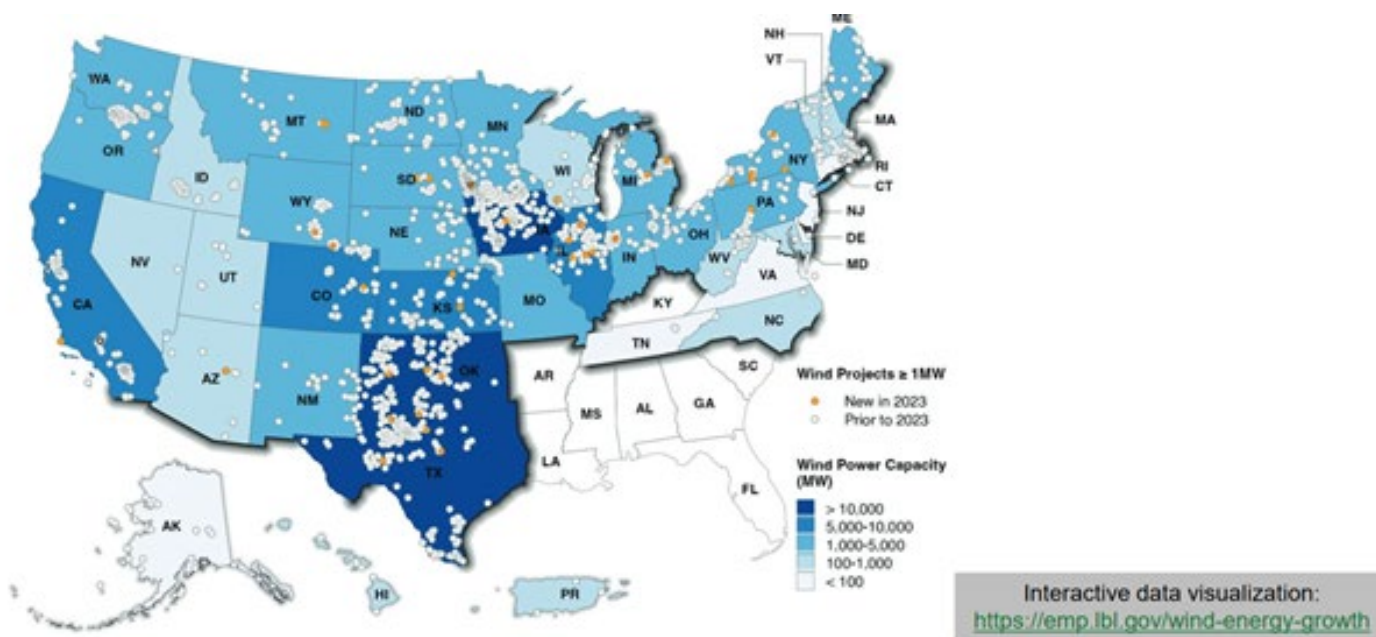 ME
NH
VT
WA
MT
ND
MN
MA
OR
ID
SD
WI
MI
NY
RI
CT
WY
NE
IA
PA
NJ
NV
UT
CO
KS
MO
IL
IN
OH
WV
VA
DE
MD
CA
KY
NC
AZ
NM
OK
TN
AR
SC
TX
MS
AL
GA
LA
FL
AK
HI
PR
Wind Projects ≥ 1MW
New in 2023
Prior to 2023
Wind Power Capacity
(MW)
> 10,000
5,000-10,000
1,000-5,000
100-1,000
< 100
Interactive data visualization:
https://emp.lbl.gov/wind-energy-growth